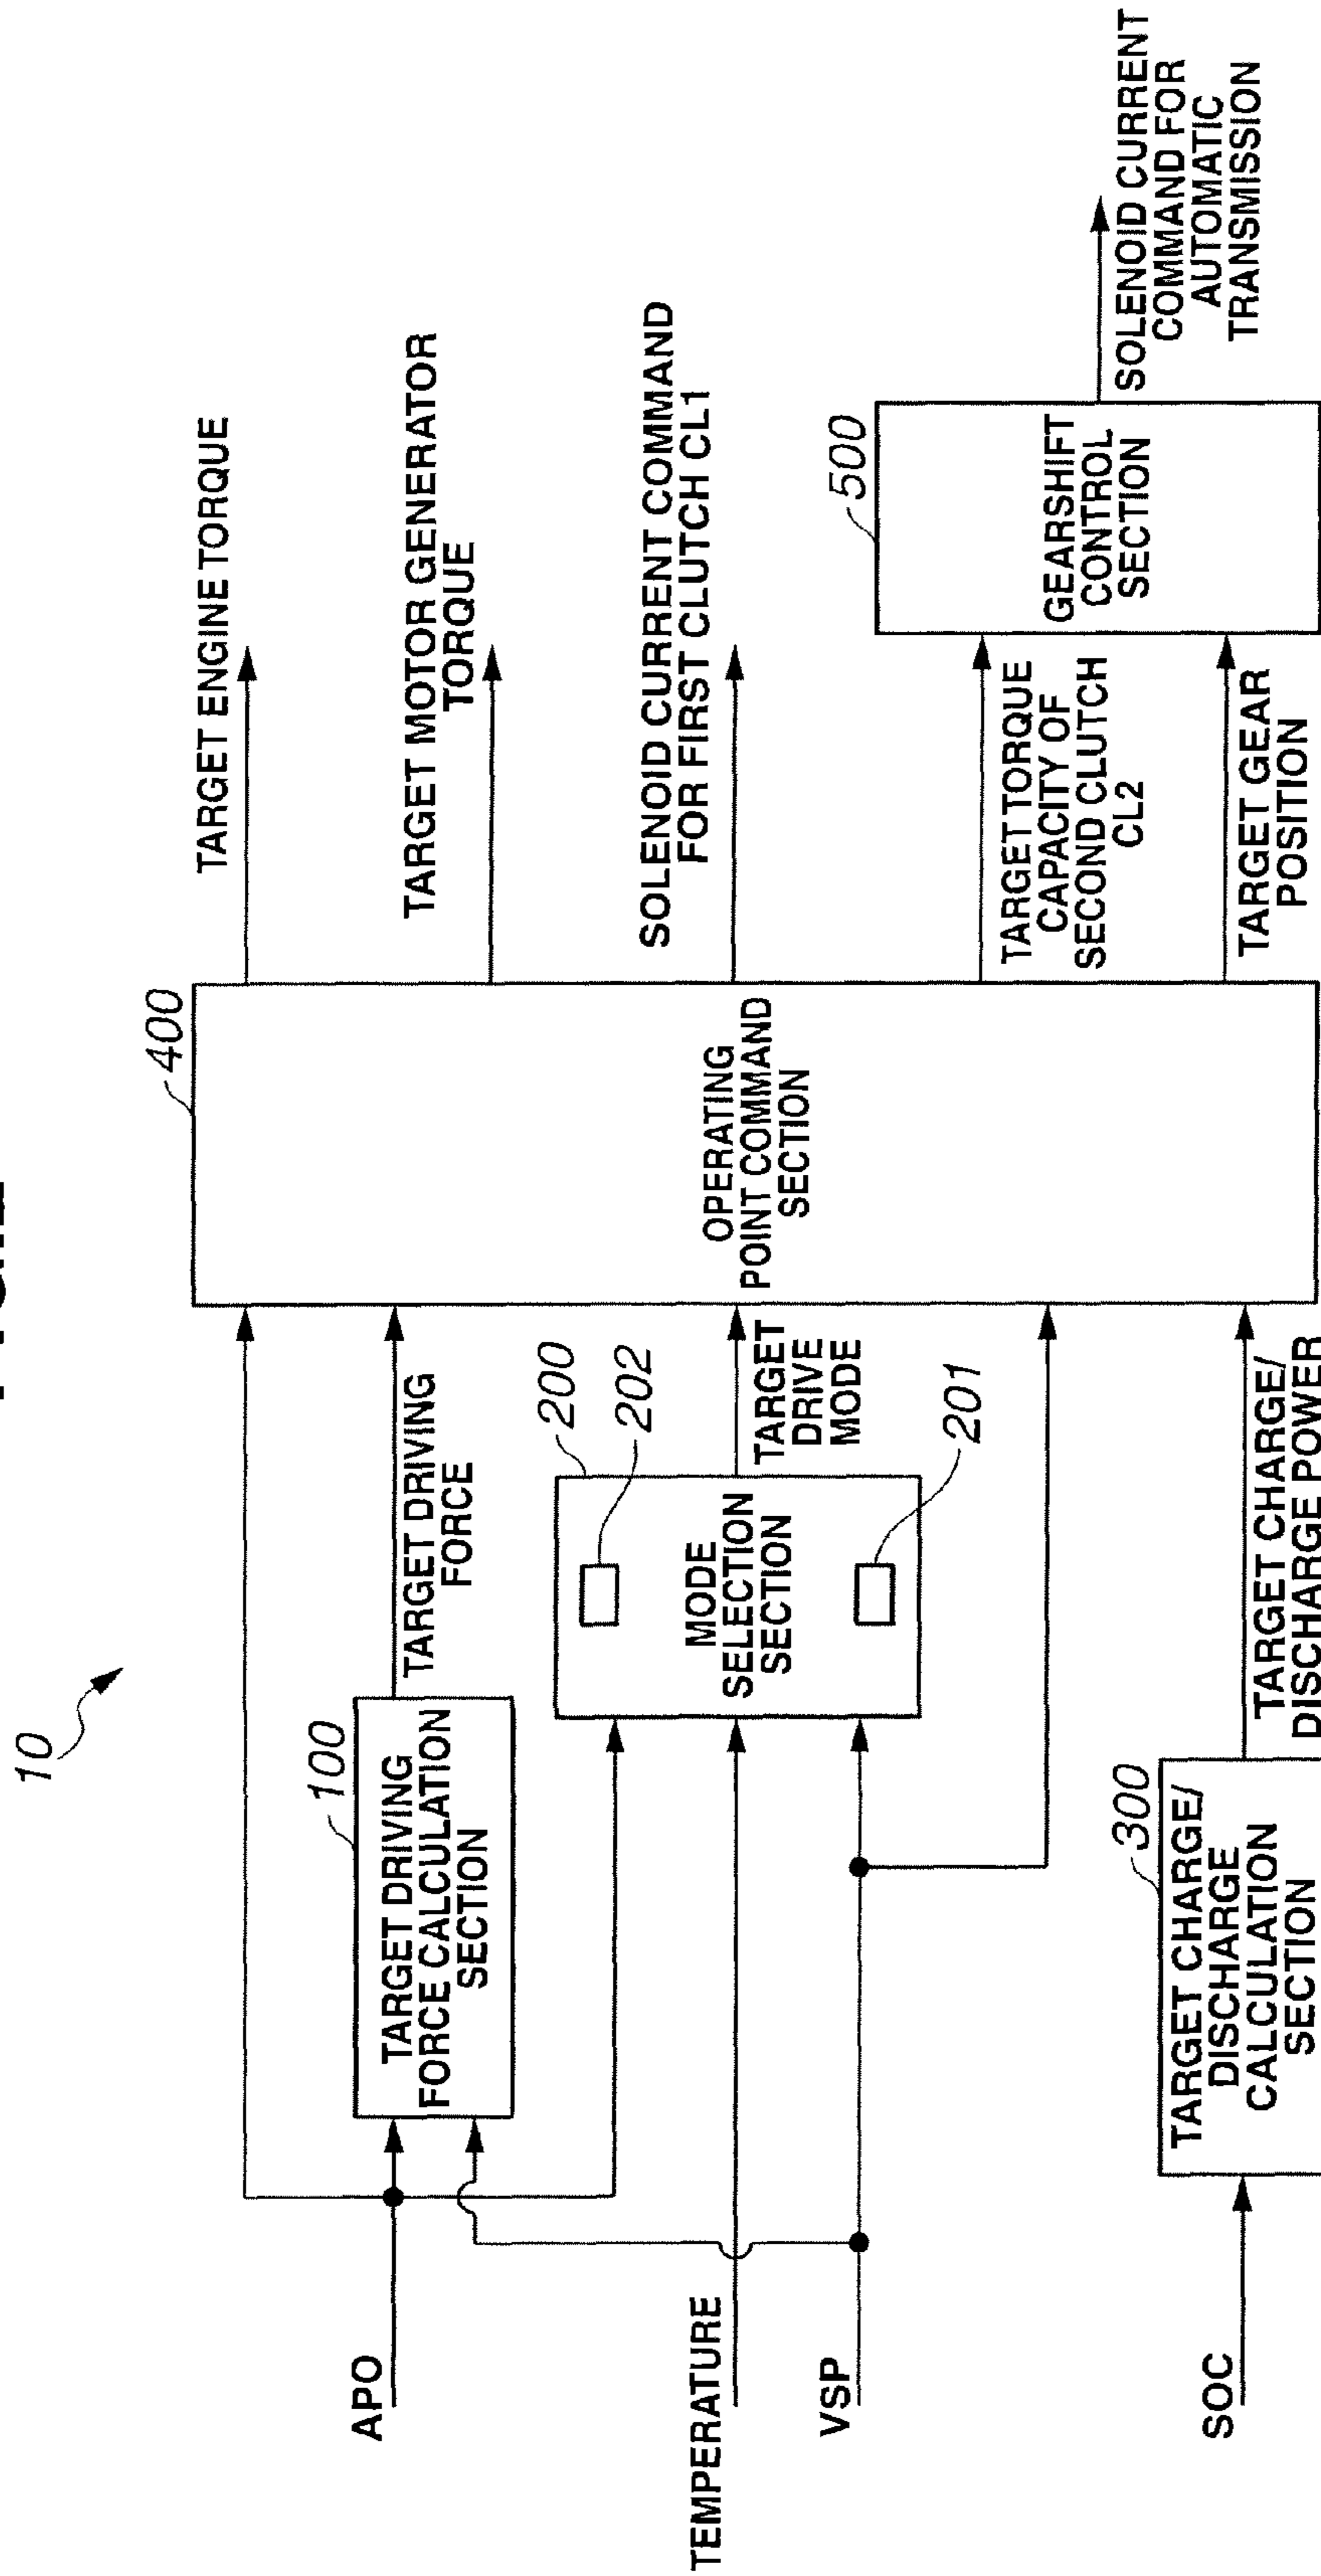 10
APO
TEMPERATURE
VSP
SOC
100
TARGET DRIVING
FORCE CALCULATION
SECTION
TARGET DRIVING
FORCE
200
202
MODE
SELECTION
SECTION
201
TARGET
DRIVE
MODE
300
TARGET CHARGE/
DISCHARGE
CALCULATION
SECTION
TARGET CHARGE/
DISCHARGE POWER
400
OPERATING
POINT COMMAND
SECTION
TARGET ENGINE TORQUE
TARGET MOTOR GENERATOR
TORQUE
SOLENOID CURRENT COMMAND
FOR FIRST CLUTCH CL1
TARGET TORQUE
CAPACITY OF
SECOND CLUTCH
CL2
TARGET GEAR
POSITION
500
GEARSHIFT
CONTROL
SECTION
SOLENOID CURRENT
COMMAND FOR
AUTOMATIC
TRANSMISSION